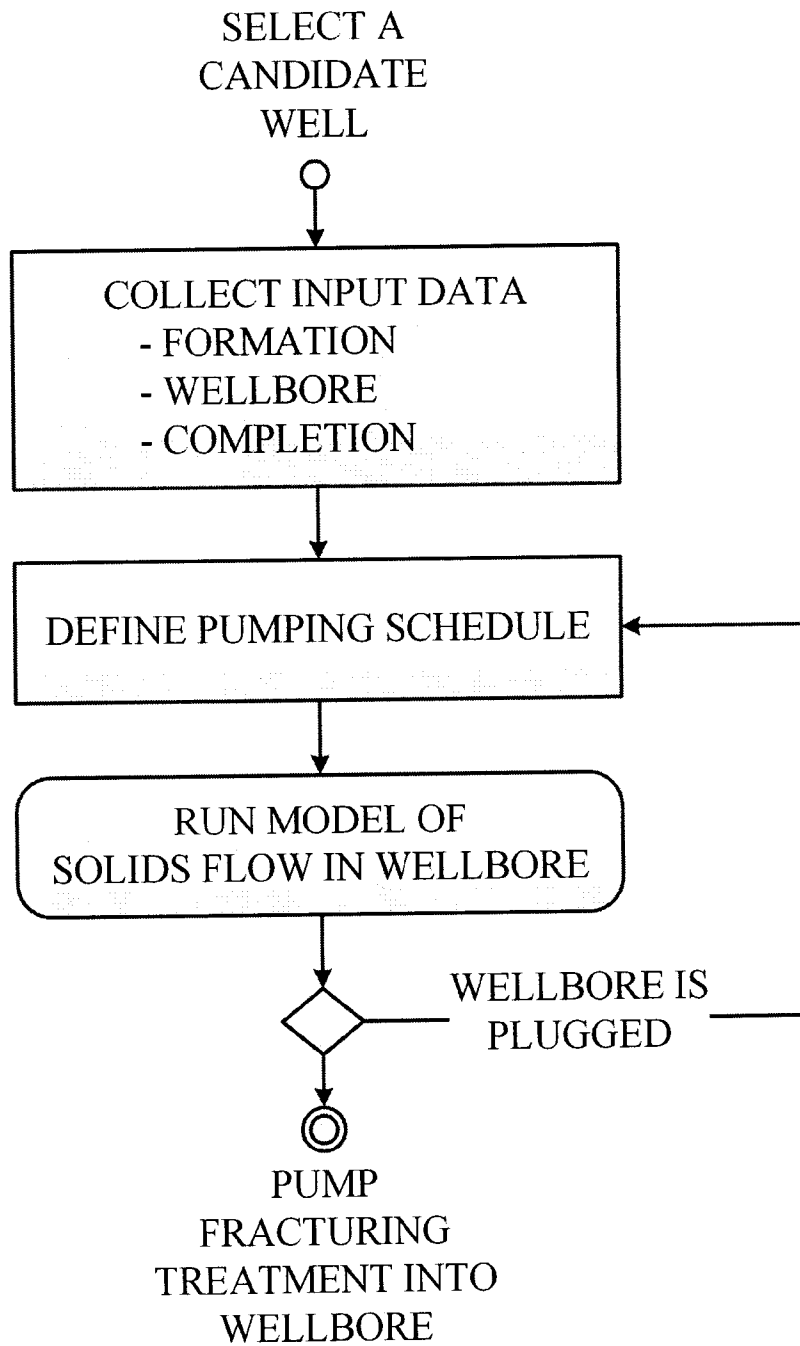 SELECT A
CANDIDATE
WELL
COLLECT INPUT DATA
- FORMATION
- WELLBORE
- COMPLETION
DEFINE PUMPING SCHEDULE
RUN MODEL OF
SOLIDS FLOW IN WELLBORE
WELLBORE IS
PLUGGED
PUMP
FRACTURING
TREATMENT INTO
WELLBORE